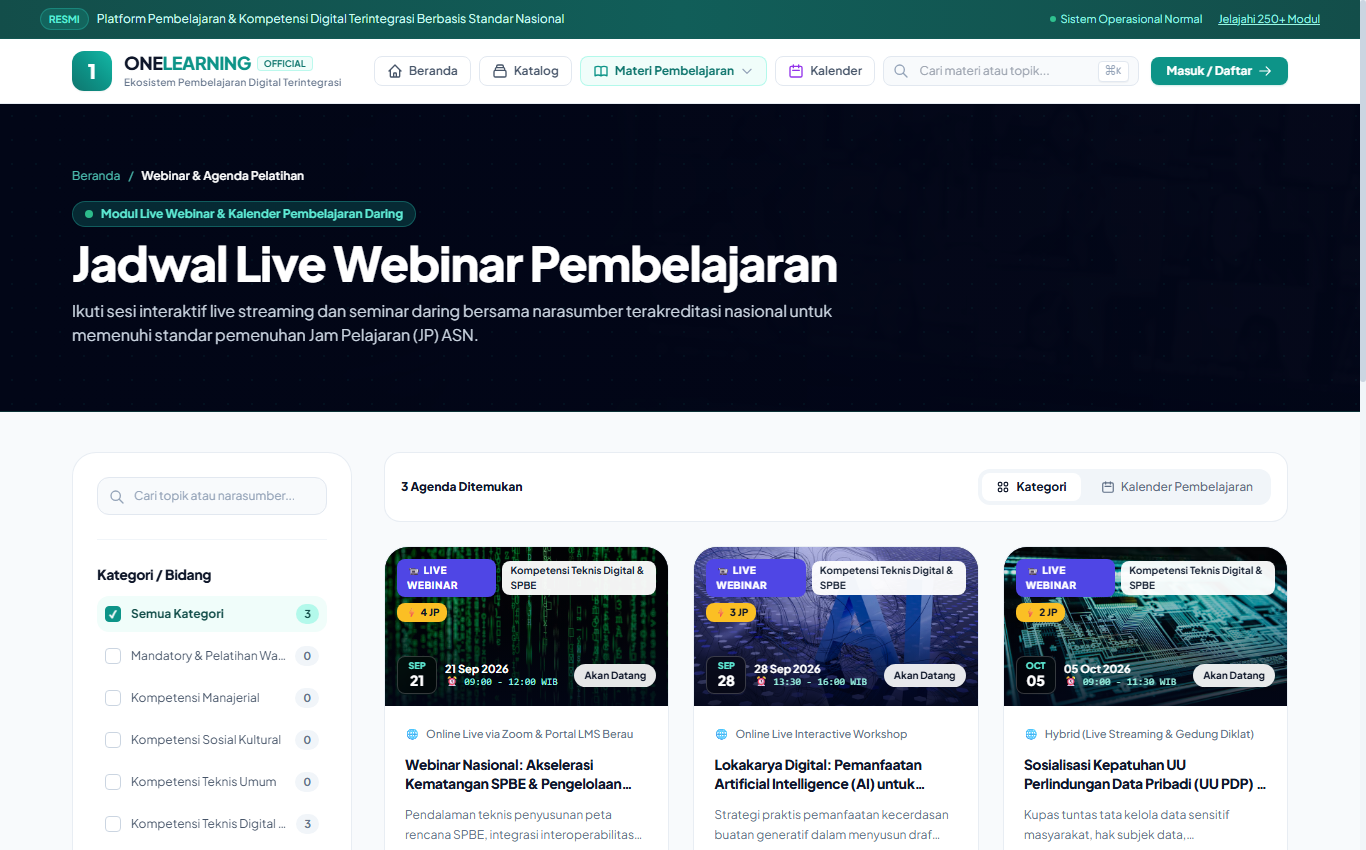 RESMI Platform Pembelajaran & Kompetensi Digital Terintegrasi Berbasis Standar Nasional
Sistem Operasional Normal Jelajahi 250+ Modul
1 ONELEARNING OFFICIAL
Ekosistem Pembelajaran Digital Terintegrasi
Beranda Katalog Materi Pembelajaran Kalender Cari materi atau topik... ⌘K Masuk / Daftar →
Beranda / Webinar & Agenda Pelatihan
Modul Live Webinar & Kalender Pembelajaran Daring
Jadwal Live Webinar Pembelajaran
Ikuti sesi interaktif live streaming dan seminar daring bersama narasumber terakreditasi nasional untuk
memenuhi standar pemenuhan Jam Pelajaran (JP) ASN.
Cari topik atau narasumber...
Kategori / Bidang
Semua Kategori 3
Mandatory & Pelatihan Wa... 0
Kompetensi Manajerial 0
Kompetensi Sosial Kultural 0
Kompetensi Teknis Umum 0
Kompetensi Teknis Digital ... 3
3 Agenda Ditemukan
Kategori Kalender Pembelajaran
LIVE
WEBINAR
Kompetensi Teknis Digital &
SPBE
4 JP
SEP
21
21 Sep 2026
09:00 - 12:00 WIB
Akan Datang
Online Live via Zoom & Portal LMS Berau
Webinar Nasional: Akselerasi
Kematangan SPBE & Pengelolaan...
Pendalaman teknis penyusunan peta
rencana SPBE, integrasi interoperabilitas...
LIVE
WEBINAR
Kompetensi Teknis Digital &
SPBE
3 JP
SEP
28
28 Sep 2026
13:30 - 16:00 WIB
Akan Datang
Online Live Interactive Workshop
Lokakarya Digital: Pemanfaatan
Artificial Intelligence (AI) untuk...
Strategi praktis pemanfaatan kecerdasan
buatan generatif dalam menyusun draf...
LIVE
WEBINAR
Kompetensi Teknis Digital &
SPBE
2 JP
OCT
05
05 Oct 2026
09:00 - 11:30 WIB
Akan Datang
Hybrid (Live Streaming & Gedung Diklat)
Sosialisasi Kepatuhan UU
Perlindungan Data Pribadi (UU PDP) ...
Kupas tuntas tata kelola data sensitif
masyarakat, hak subjek data,...